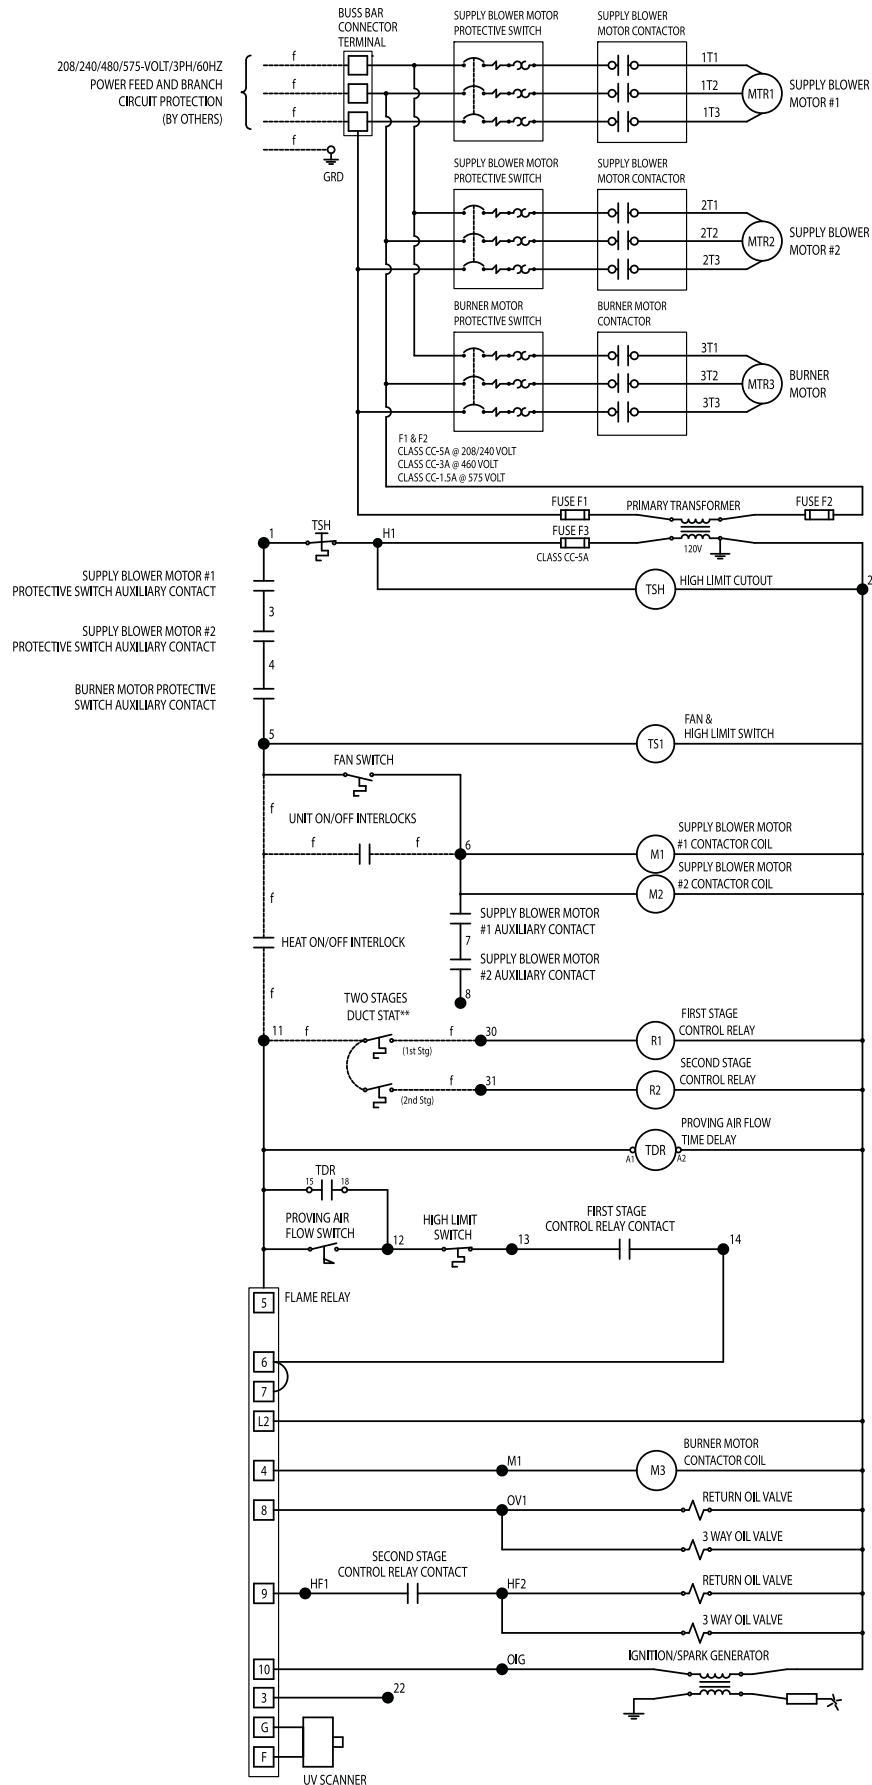 BUSS BAR
CONNECTOR
TERMINAL
SUPPLY BLOWER MOTOR
PROTECTIVE SWITCH
SUPPLY BLOWER
MOTOR CONTACTOR
208/240/480/575-VOLT/3PH/60HZ
POWER FEED AND BRANCH
CIRCUIT PROTECTION
(BY OTHERS)
f
f
f
f
GRD
1T1
1T2
1T3
MTR1
SUPPLY BLOWER
MOTOR #1
SUPPLY BLOWER MOTOR
PROTECTIVE SWITCH
SUPPLY BLOWER
MOTOR CONTACTOR
2T1
2T2
2T3
MTR2
SUPPLY BLOWER
MOTOR #2
BURNER MOTOR
PROTECTIVE SWITCH
BURNER MOTOR
CONTACTOR
3T1
3T2
3T3
MTR3
BURNER
MOTOR
F1 & F2
CLASS CC-5A @ 208/240 VOLT
CLASS CC-3A @ 460 VOLT
CLASS CC-1.5A @ 575 VOLT
FUSE F1
PRIMARY TRANSFORMER
FUSE F2
1
TSH
H1
FUSE F3
CLASS CC-5A
120V
TSH
HIGH LIMIT CUTOUT
2
SUPPLY BLOWER MOTOR #1
PROTECTIVE SWITCH AUXILIARY CONTACT
3
SUPPLY BLOWER MOTOR #2
PROTECTIVE SWITCH AUXILIARY CONTACT
4
BURNER MOTOR PROTECTIVE
SWITCH AUXILIARY CONTACT
5
TS1
FAN &
HIGH LIMIT SWITCH
FAN SWITCH
f
UNIT ON/OFF INTERLOCKS
f
f
6
M1
SUPPLY BLOWER MOTOR
#1 CONTACTOR COIL
M2
SUPPLY BLOWER MOTOR
#2 CONTACTOR COIL
f
SUPPLY BLOWER MOTOR
#1 AUXILIARY CONTACT
7
HEAT ON/OFF INTERLOCK
SUPPLY BLOWER MOTOR
#2 AUXILIARY CONTACT
8
f
TWO STAGES
DUCT STAT**
11
f
(1st Stg)
f
30
R1
FIRST STAGE
CONTROL RELAY
(2nd Stg)
f
31
R2
SECOND STAGE
CONTROL RELAY
A1
TDR
A2
PROVING AIR FLOW
TIME DELAY
TDR
15
18
PROVING AIR
FLOW SWITCH
12
HIGH LIMIT
SWITCH
13
FIRST STAGE
CONTROL RELAY CONTACT
14
5
FLAME RELAY
6
7
L2
4
M1
M3
BURNER MOTOR
CONTACTOR COIL
8
OV1
RETURN OIL VALVE
3 WAY OIL VALVE
9
HF1
SECOND STAGE
CONTROL RELAY CONTACT
HF2
RETURN OIL VALVE
3 WAY OIL VALVE
10
OIG
IGNITION/SPARK GENERATOR
3
22
G
F
UV SCANNER